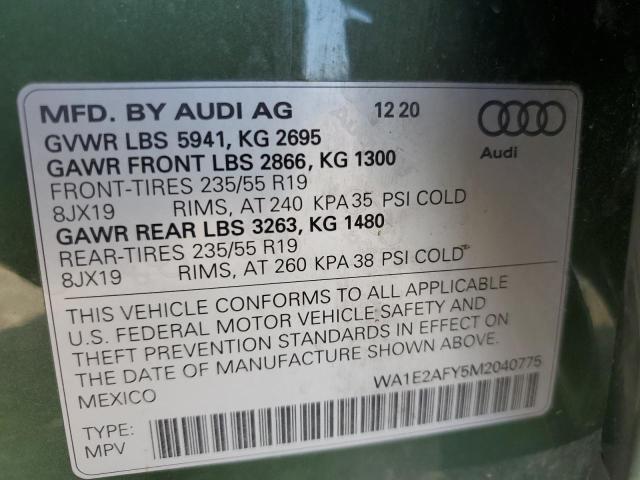 MFD. BY AUDI AG 12 20
Audi
GVWR LBS 5941, KG 2695
GAWR FRONT LBS 2866, KG 1300
FRONT-TIRES 235/55 R19
8JX19 RIMS, AT 240 KPA 35 PSI COLD
GAWR REAR LBS 3263, KG 1480
REAR-TIRES 235/55 R19
8JX19 RIMS, AT 260 KPA 38 PSI COLD
THIS VEHICLE CONFORMS TO ALL APPLICABLE
U.S. FEDERAL MOTOR VEHICLE SAFETY AND
THEFT PREVENTION STANDARDS IN EFFECT ON
THE DATE OF MANUFACTURE SHOWN ABOVE.
MEXICO WA1E2AFY5M2040775
TYPE:
MPV